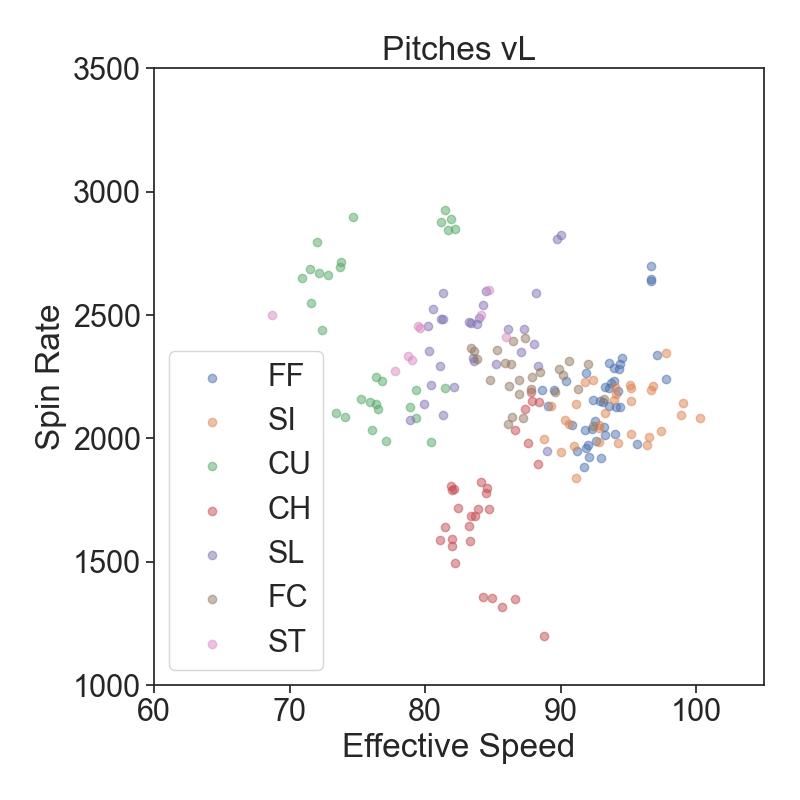 Pitches vL
3500
3000
2500
2000
1500
1000
Spin Rate
FF
SI
CU
CH
SL
FC
ST
60 70 80 90 100
Effective Speed